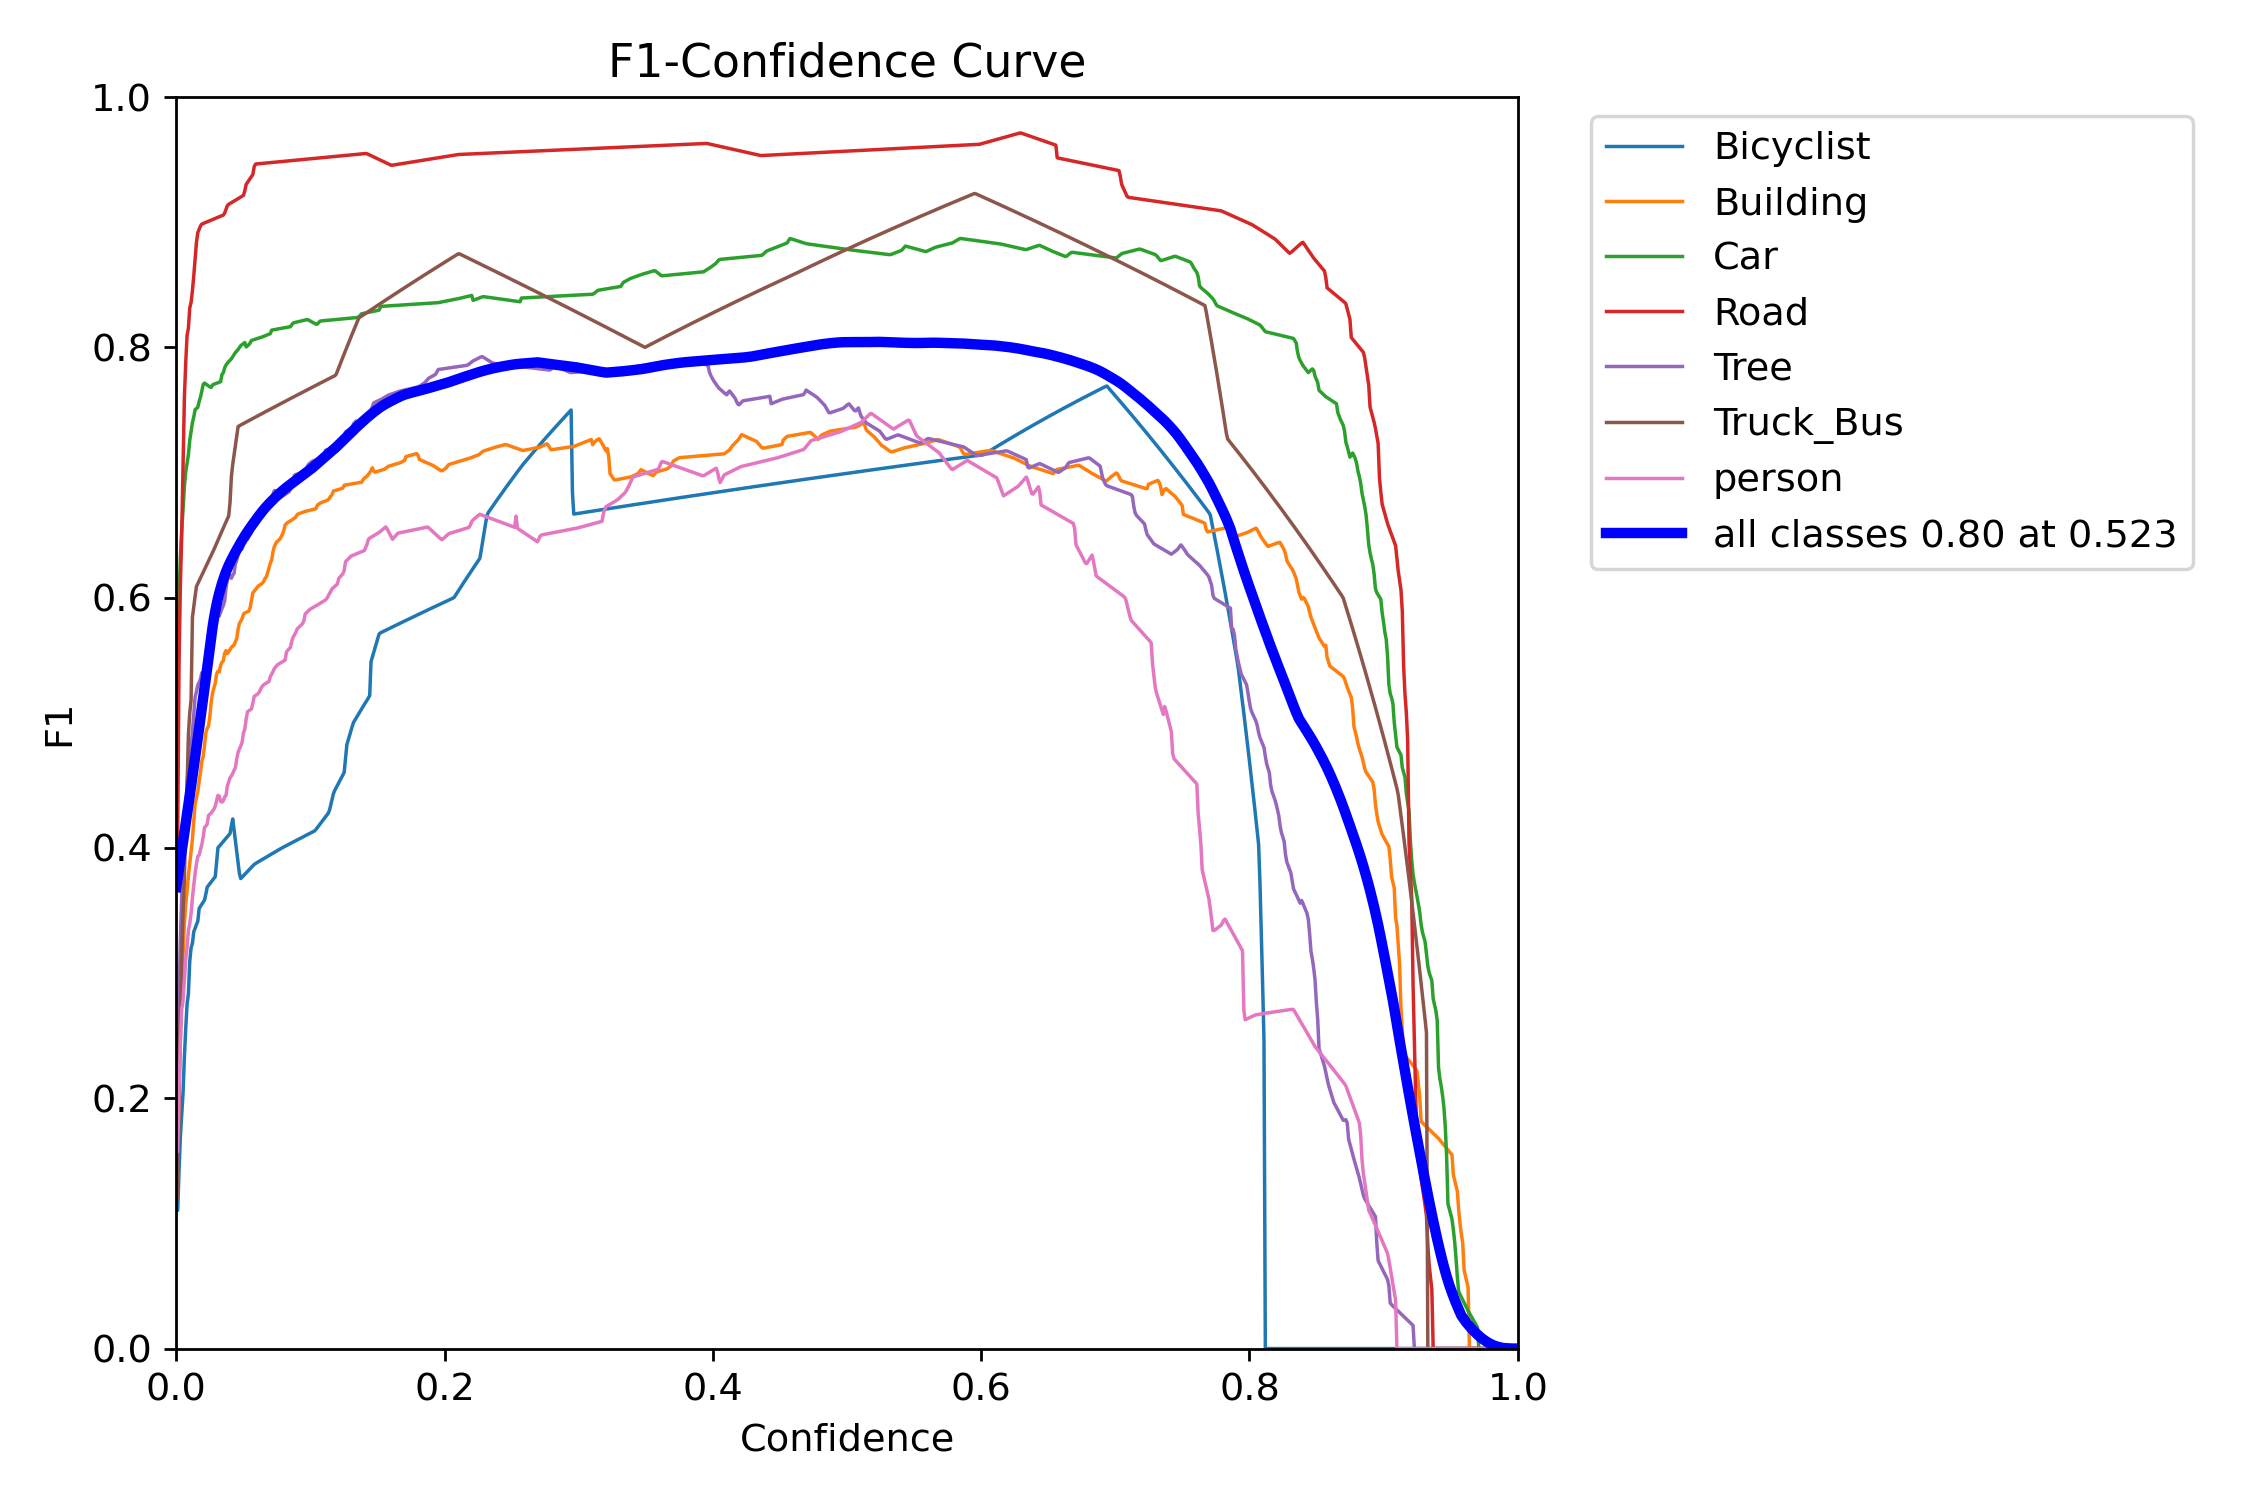 F1-Confidence Curve
1.0
0.8
0.6
0.4
0.2
0.0
F1
0.0 0.2 0.4 0.6 0.8 1.0
Confidence
Bicyclist
Building
Car
Road
Tree
Truck_Bus
person
all classes 0.80 at 0.523